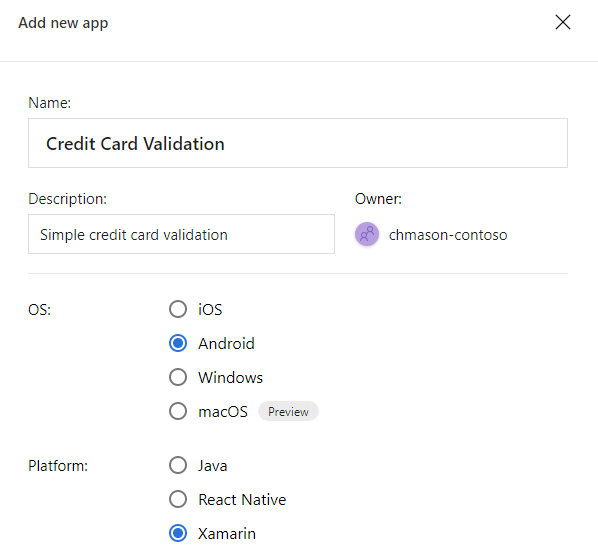 Add new app
Name:
Credit Card Validation
Description:
Owner:
Simple credit card validation
chmason-contoso
OS:
iOS
Android
Windows
macOS Preview
Platform:
Java
React Native
Xamarin